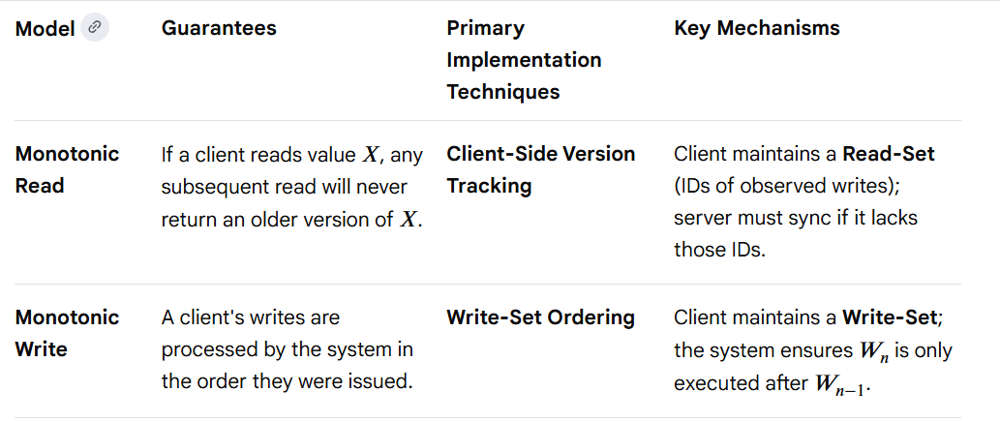 Model Guarantees Primary Implementation Techniques Key Mechanisms
Monotonic Read
If a client reads value X, any
subsequent read will never
return an older version of X.
Client-Side Version
Tracking
Client maintains a Read-Set
(IDs of observed writes);
server must sync if it lacks
those IDs.
Monotonic Write
A client's writes are
processed by the system in
the order they were issued.
Write-Set Ordering
Client maintains a Write-Set;
the system ensures Wₙ is only
executed after Wₙ₋₁.